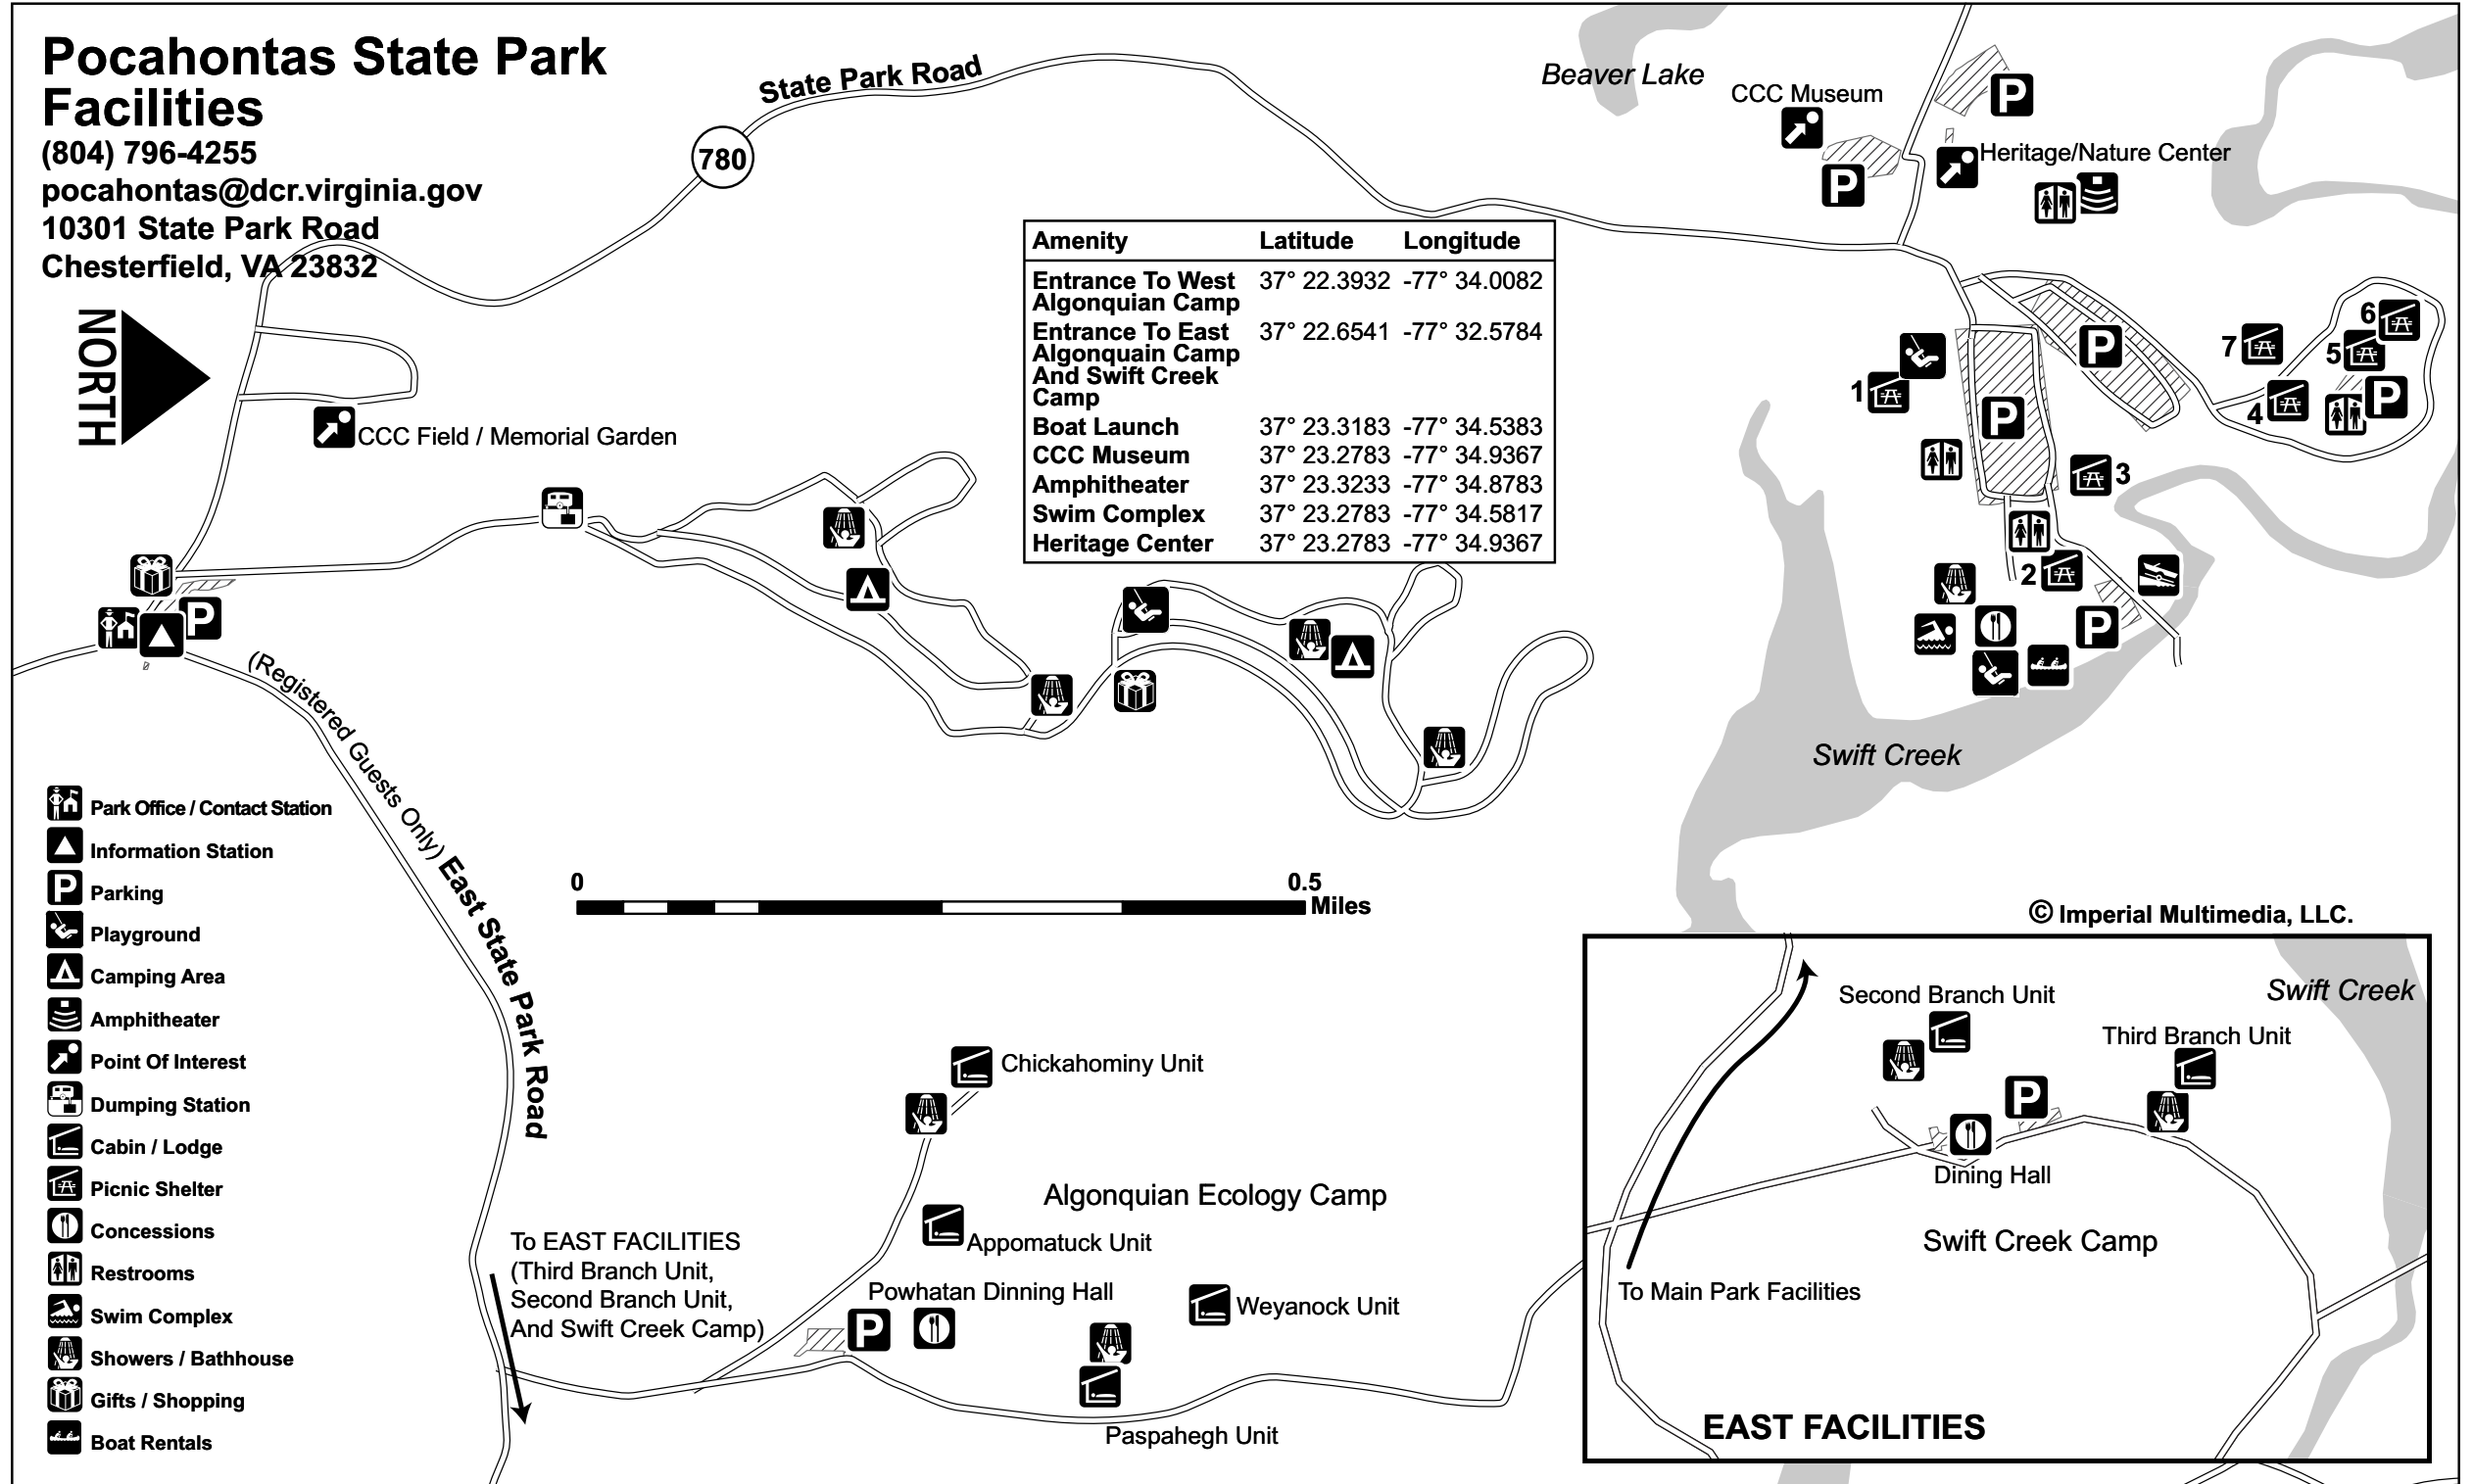 Pocahontas State Park
Facilities
(804) 796-4255
pocahontas@dcr.virginia.gov
10301 State Park Road
Chesterfield, VA 23832
NORTH
State Park Road
780
Beaver Lake
CCC Museum
P
P
Heritage/Nature Center
CCC Field / Memorial Garden
Amenity Latitude Longitude
Entrance To West 37° 22.3932 -77° 34.0082
Algonquian Camp
Entrance To East 37° 22.6541 -77° 32.5784
Algonquain Camp
And Swift Creek
Camp
Boat Launch 37° 23.3183 -77° 34.5383
CCC Museum 37° 23.2783 -77° 34.9367
Amphitheater 37° 23.3233 -77° 34.8783
Swim Complex 37° 23.2783 -77° 34.5817
Heritage Center 37° 23.2783 -77° 34.9367
P
P
P
1
7
6
5
4
P
3
2
P
Swift Creek
(Registered Guests Only) East State Park Road
Park Office / Contact Station
Information Station
P Parking
Playground
Camping Area
Amphitheater
Point Of Interest
Dumping Station
Cabin / Lodge
Picnic Shelter
Concessions
Restrooms
Swim Complex
Showers / Bathhouse
Gifts / Shopping
Boat Rentals
0 0.5
Miles
Chickahominy Unit
Algonquian Ecology Camp
Appomatuck Unit
To EAST FACILITIES
(Third Branch Unit,
Second Branch Unit,
And Swift Creek Camp)
Powhatan Dinning Hall
P
Weyanock Unit
Paspahegh Unit
© Imperial Multimedia, LLC.
Swift Creek
Second Branch Unit
Third Branch Unit
P
Dining Hall
Swift Creek Camp
To Main Park Facilities
EAST FACILITIES